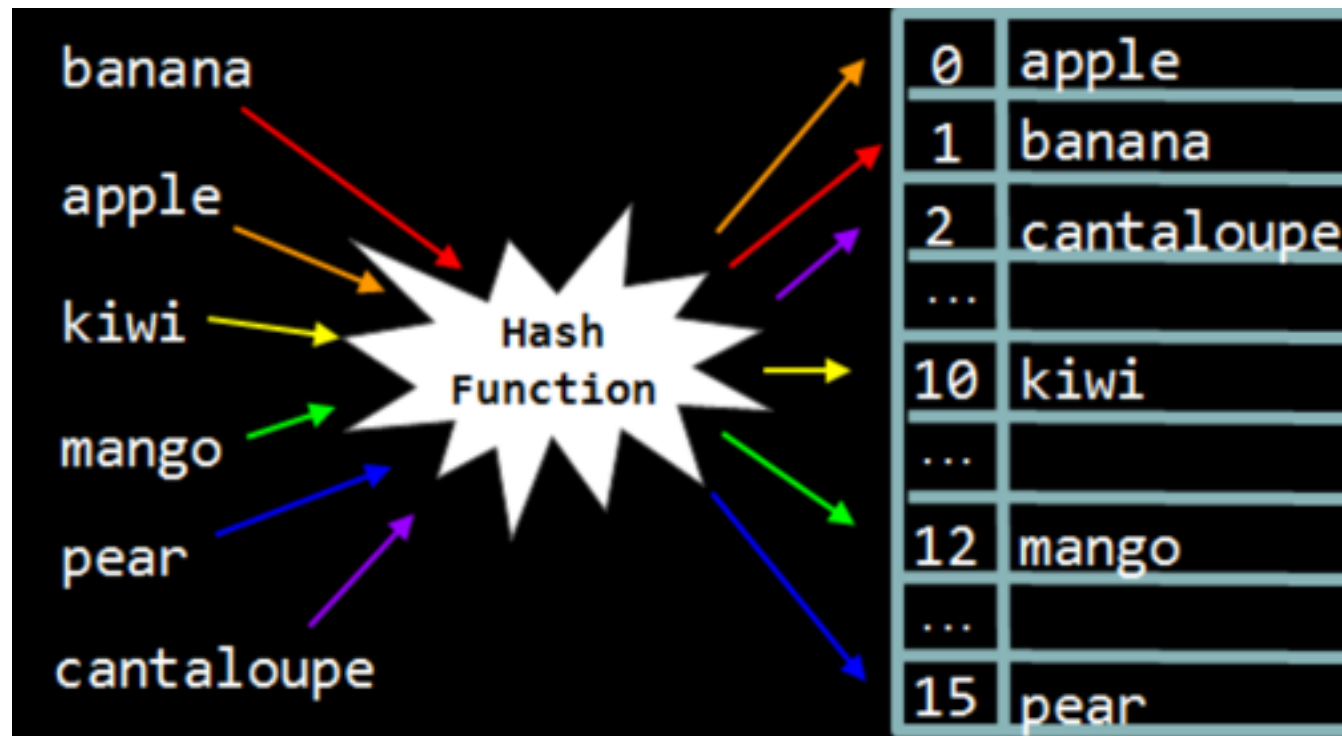 banana
apple
kiwi
mango
pear
cantaloupe
Hash
Function
0 apple
1 banana
2 cantaloupe
...
10 kiwi
...
12 mango
...
15 pear